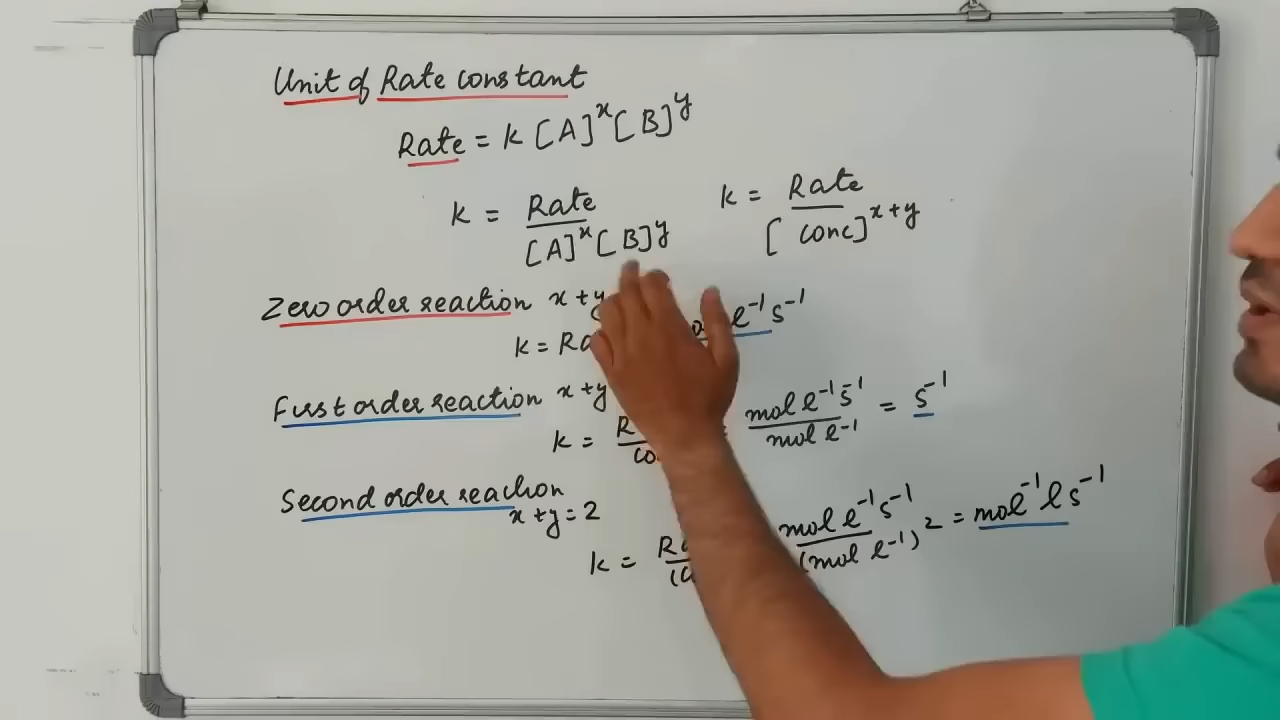 Unit of Rate constant
Rate = k [A]^x [B]^y
k = Rate / [A]^x [B]^y k = Rate / [conc]^x+y
Zero order reaction x+y
k = l⁻¹ s⁻¹
First order reaction x+y
k = = mol l⁻¹ s⁻¹ / mol l⁻¹ = s⁻¹
Second order reaction
x+y=2
k = mol l⁻¹ s⁻¹ / (mol l⁻¹)² = mol⁻¹ l s⁻¹